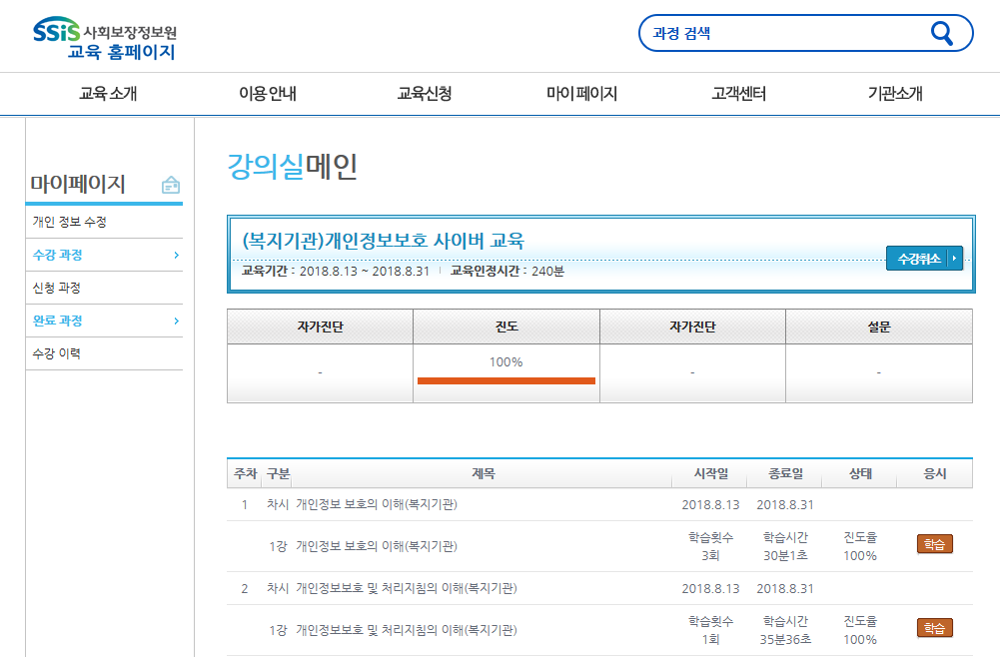 SSiS 사회보장정보원
교육 홈페이지
과정 검색
교육 소개 이용 안내 교육신청 마이 페이지 고객센터 기관소개
마이페이지
개인 정보 수정
수강 과정
신청 과정
완료 과정
수강 이력
강의실메인
(복지기관)개인정보보호 사이버 교육
교육기간 : 2018.8.13 ~ 2018.8.31 교육인정시간 : 240분
수강취소
자가진단 진도 자가진단 설문
- 100% - -
주차 구분 제목 시작일 종료일 상태 응시
1 차시 개인정보 보호의 이해(복지기관) 2018.8.13 2018.8.31
1강 개인정보 보호의 이해(복지기관) 학습횟수 학습시간 진도율 학습
3회 30분1초 100%
2 차시 개인정보보호 및 처리지침의 이해(복지기관) 2018.8.13 2018.8.31
1강 개인정보보호 및 처리지침의 이해(복지기관) 학습횟수 학습시간 진도율 학습
1회 35분36초 100%